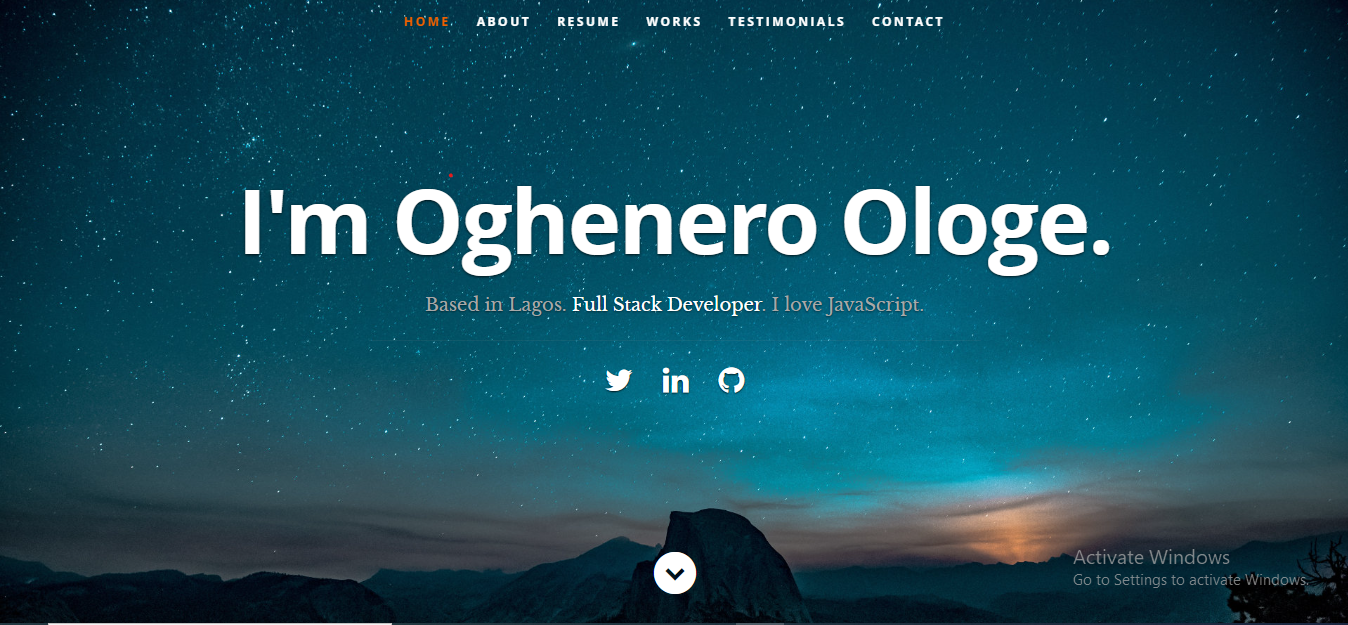 HOME ABOUT RESUME WORKS TESTIMONIALS CONTACT
I'm Oghenero Ologe.
Based in Lagos. Full Stack Developer. I love JavaScript.
in
Activate Windows
Go to Settings to activate Windows.